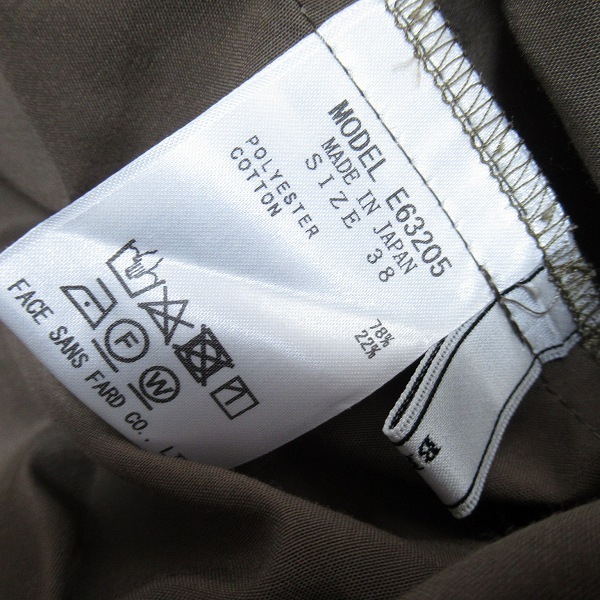 MODEL E63205
MADE IN JAPAN
SIZE 38
POLYESTER 78%
COTTON 22%
F W
FACE SANS FARD CO.,